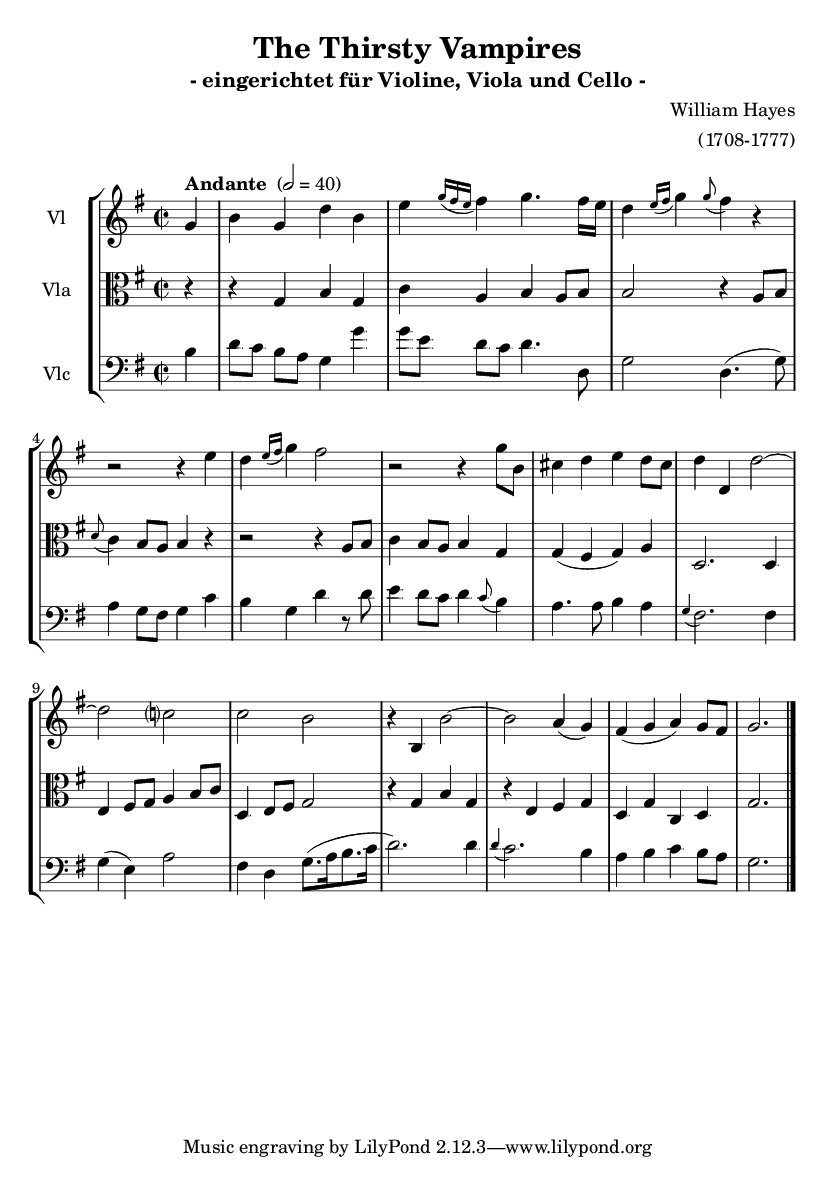 The Thirsty Vampires
- eingerichtet für Violine, Viola und Cello -
William Hayes
(1708-1777)
Andante (𝅗𝅥 = 40)
Vl
Vla
Vlc
4
9
Music engraving by LilyPond 2.12.3—www.lilypond.org